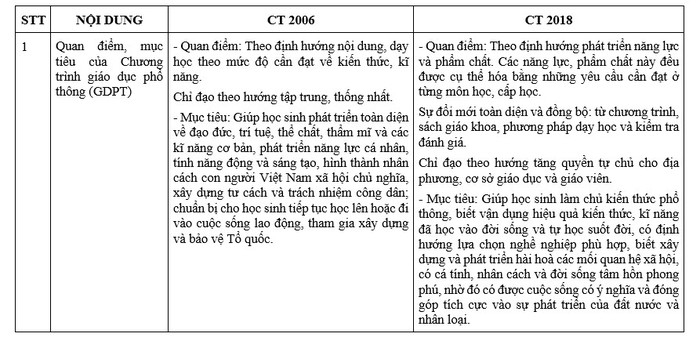 STT
NỘI DUNG
CT 2006
CT 2018
1
Quan điểm, mục
tiêu của Chương
trình giáo dục phổ
thông (GDPT)
- Quan điểm: Theo định hướng nội dung, dạy
học theo mức độ cần đạt về kiến thức, kĩ
năng.
Chỉ đạo theo hướng tập trung, thống nhất.
- Mục tiêu: Giúp học sinh phát triển toàn diện
về đạo đức, trí tuệ, thể chất, thẩm mĩ và các
kĩ năng cơ bản, phát triển năng lực cá nhân,
tính năng động và sáng tạo, hình thành nhân
cách con người Việt Nam xã hội chủ nghĩa,
xây dựng tư cách và trách nhiệm công dân;
chuẩn bị cho học sinh tiếp tục học lên hoặc đi
vào cuộc sống lao động, tham gia xây dựng
và bảo vệ Tổ quốc.
- Quan điểm: Theo định hướng phát triển năng lực
và phẩm chất. Các năng lực, phẩm chất này đều
được cụ thể hóa bằng những yêu cầu cần đạt ở
từng môn học, cấp học.
Sự đổi mới toàn diện và đồng bộ: từ chương trình,
sách giáo khoa, phương pháp dạy học và kiểm tra
đánh giá.
Chỉ đạo theo hướng tăng quyền tự chủ cho địa
phương, cơ sở giáo dục và giáo viên.
- Mục tiêu: Giúp học sinh làm chủ kiến thức phổ
thông, biết vận dụng hiệu quả kiến thức, kĩ năng
đã học vào đời sống và tự học suốt đời, có định
hướng lựa chọn nghề nghiệp phù hợp, biết xây
dựng và phát triển hài hoà các mối quan hệ xã hội,
có cá tính, nhân cách và đời sống tâm hồn phong
phú, nhờ đó có được cuộc sống có ý nghĩa và đóng
góp tích cực vào sự phát triển của đất nước và
nhân loại.